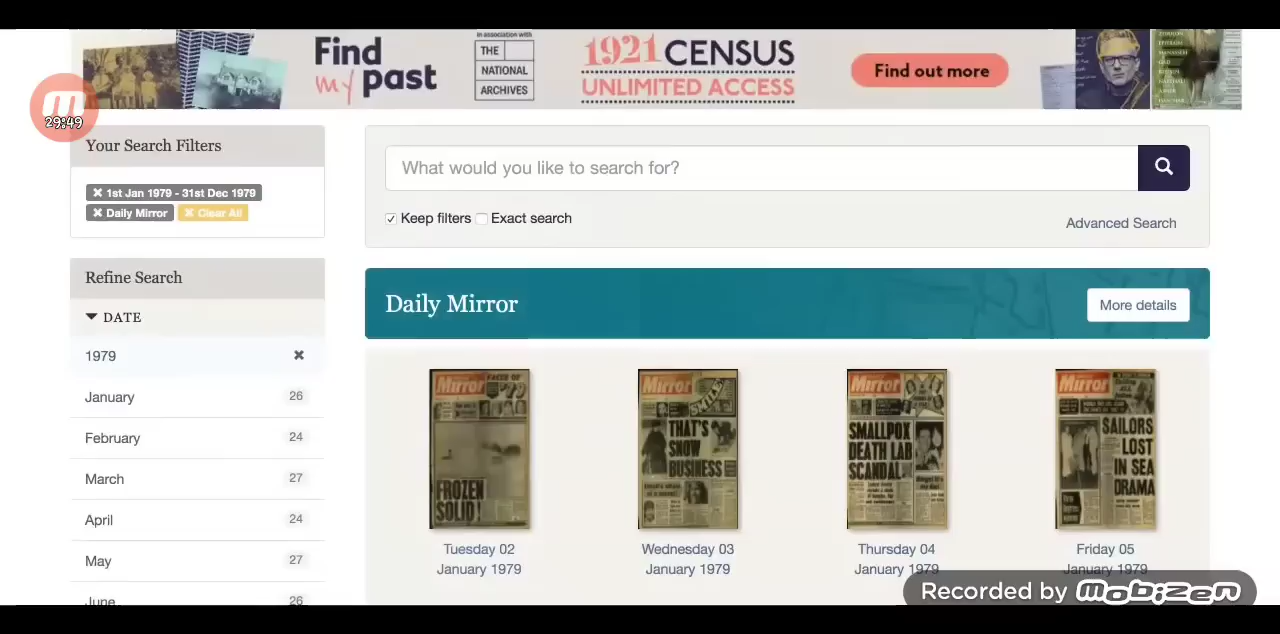 Find
my past
In association with
THE
NATIONAL
ARCHIVES
1921 CENSUS
UNLIMITED ACCESS
Find out more
29:49
Your Search Filters
✖ 1st Jan 1979 - 31st Dec 1979
✖ Daily Mirror ✖ Clear All
What would you like to search for?
Keep filters Exact search
Advanced Search
Refine Search
DATE
1979 ✖
January 26
February 24
March 27
April 24
May 27
June 26
Daily Mirror
More details
Mirror
FROZEN
SOLID!
Tuesday 02
January 1979
Mirror
THAT'S
SNOW
BUSINESS
Wednesday 03
January 1979
Mirror
SMALLPOX
DEATH LAB
SCANDAL
Thursday 04
January 1979
Mirror
SAILORS
LOST
IN SEA
DRAMA
Friday 05
January 1979
Recorded by MOBIZEN